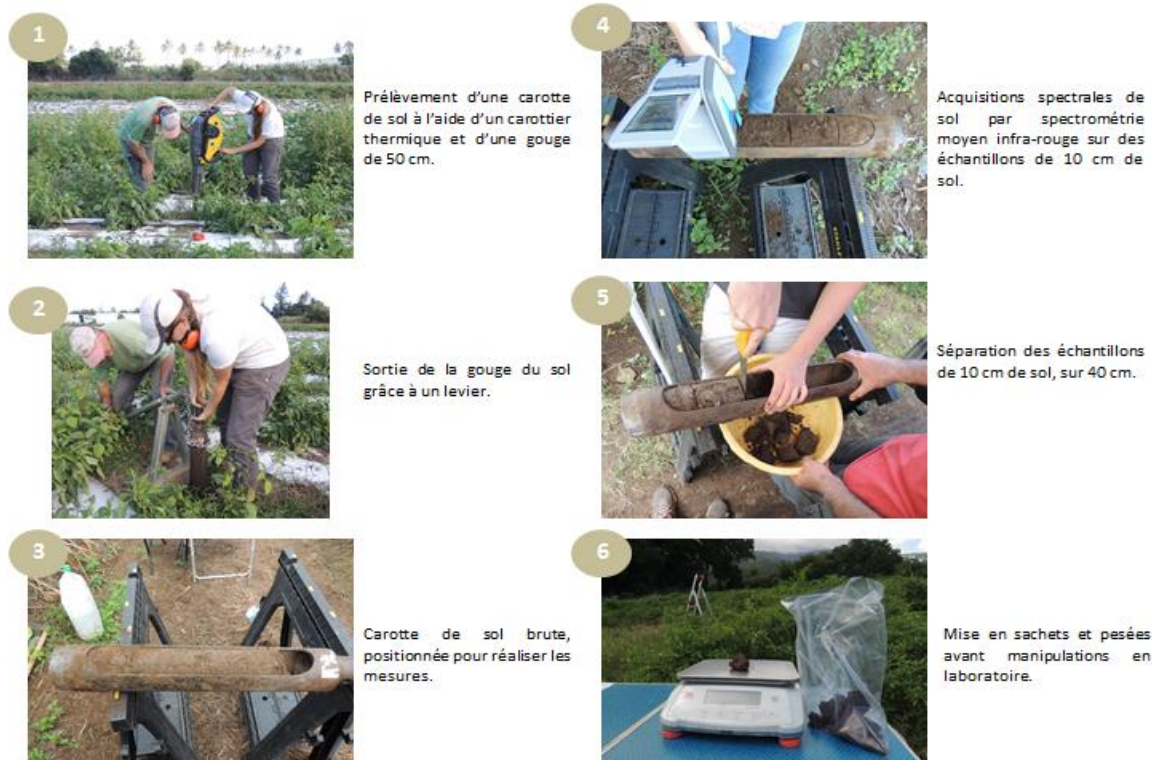 1
Prélèvement d'une carotte
de sol à l'aide d'un carottier
thermique et d'une gouge
de 50 cm.
2
Sortie de la gouge du sol
grâce à un levier.
3
Carotte de sol brute,
positionnée pour réaliser les
mesures.
4
Acquisitions spectrales de
sol par spectrométrie
moyen infra-rouge sur des
échantillons de 10 cm de
sol.
5
Séparation des échantillons
de 10 cm de sol, sur 40 cm.
6
Mise en sachets et pesées
avant manipulations en
laboratoire.